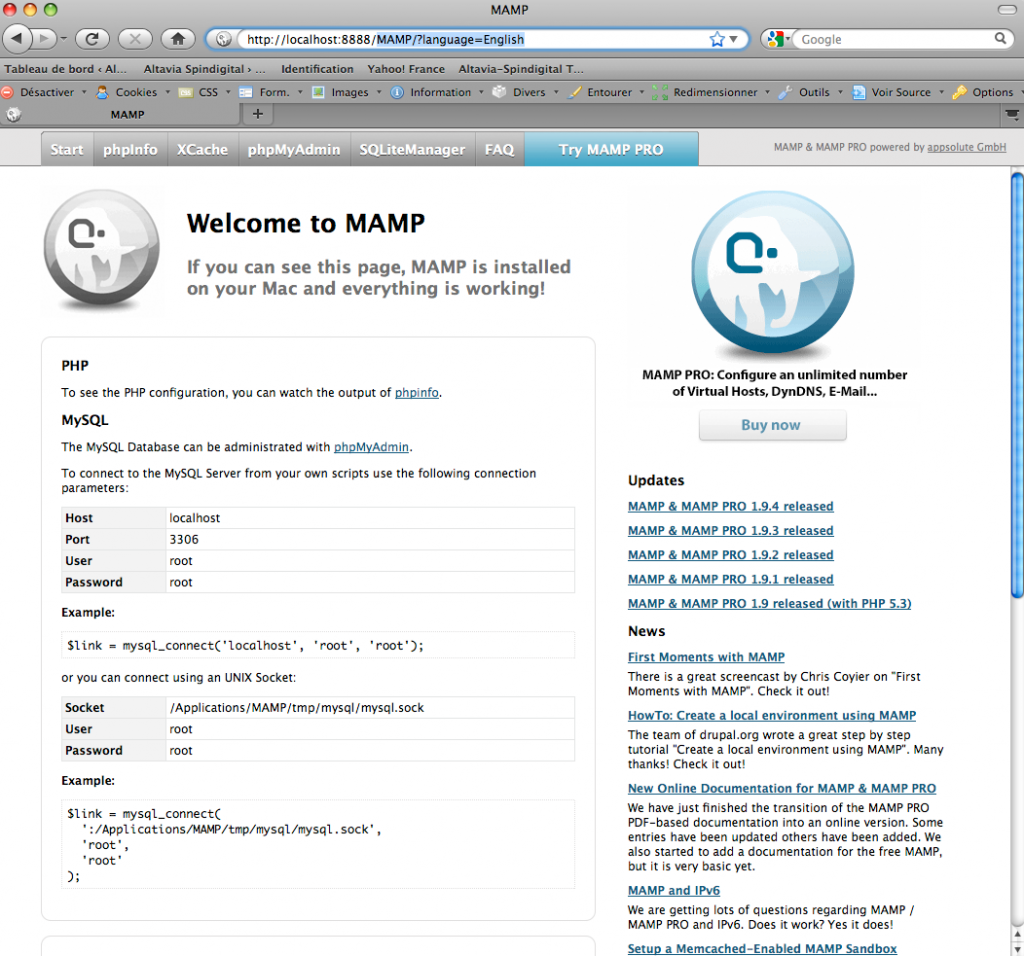 MAMP
http://localhost:8888/MAMP/?language=English
Google
Tableau de bord ‹ Al... Altavia Spindigital › ... Identification Yahoo! France Altavia-Spindigital T...
Désactiver Cookies CSS Form. Images Information Divers Entourer Redimensionner Outils Voir Source Options
MAMP
Start phpInfo XCache phpMyAdmin SQLiteManager FAQ Try MAMP PRO
MAMP & MAMP PRO powered by appsolute GmbH
Welcome to MAMP
If you can see this page, MAMP is installed
on your Mac and everything is working!
PHP
To see the PHP configuration, you can watch the output of phpinfo.
MySQL
The MySQL Database can be administrated with phpMyAdmin.
To connect to the MySQL Server from your own scripts use the following connection
parameters:
Host localhost
Port 3306
User root
Password root
Example:
$link = mysql_connect('localhost', 'root', 'root');
or you can connect using an UNIX Socket:
Socket /Applications/MAMP/tmp/mysql/mysql.sock
User root
Password root
Example:
$link = mysql_connect(
':/Applications/MAMP/tmp/mysql/mysql.sock',
'root',
'root'
);
MAMP PRO: Configure an unlimited number
of Virtual Hosts, DynDNS, E-Mail...
Buy now
Updates
MAMP & MAMP PRO 1.9.4 released
MAMP & MAMP PRO 1.9.3 released
MAMP & MAMP PRO 1.9.2 released
MAMP & MAMP PRO 1.9.1 released
MAMP & MAMP PRO 1.9 released (with PHP 5.3)
News
First Moments with MAMP
There is a great screencast by Chris Coyier on "First
Moments with MAMP". Check it out!
HowTo: Create a local environment using MAMP
The team of drupal.org wrote a great step by step
tutorial "Create a local environment using MAMP". Many
thanks! Check it out!
New Online Documentation for MAMP & MAMP PRO
We have just finished the transition of the MAMP PRO
PDF-based documentation into an online version. Some
entries have been updated others have been added. We
also started to add a documentation for the free MAMP,
but it is very basic yet.
MAMP and IPv6
We are getting lots of questions regarding MAMP /
MAMP PRO and IPv6. Does it work? Yes it does!
Setup a Memcached-Enabled MAMP Sandbox